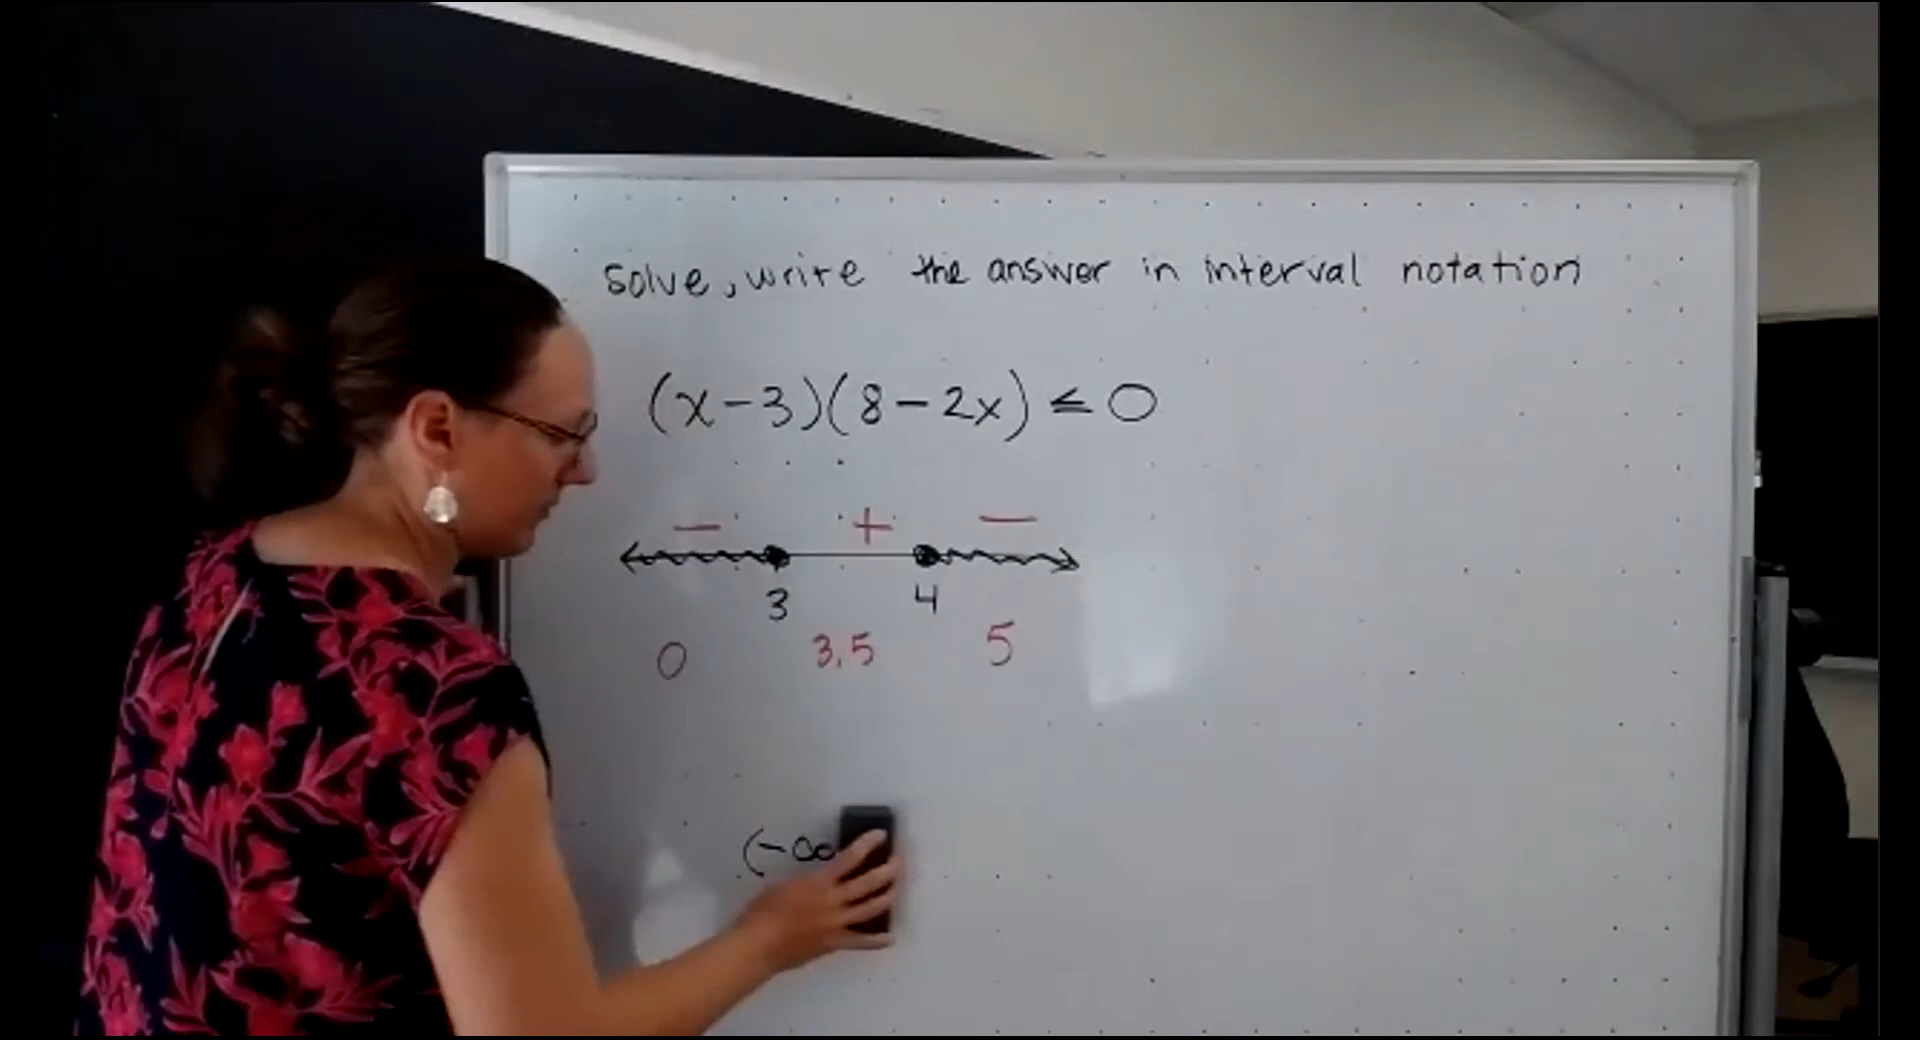 Solve, write the answer in interval notation
(x-3)(8-2x) ≤ 0
- + -
3 4
0 3.5 5
(-∞